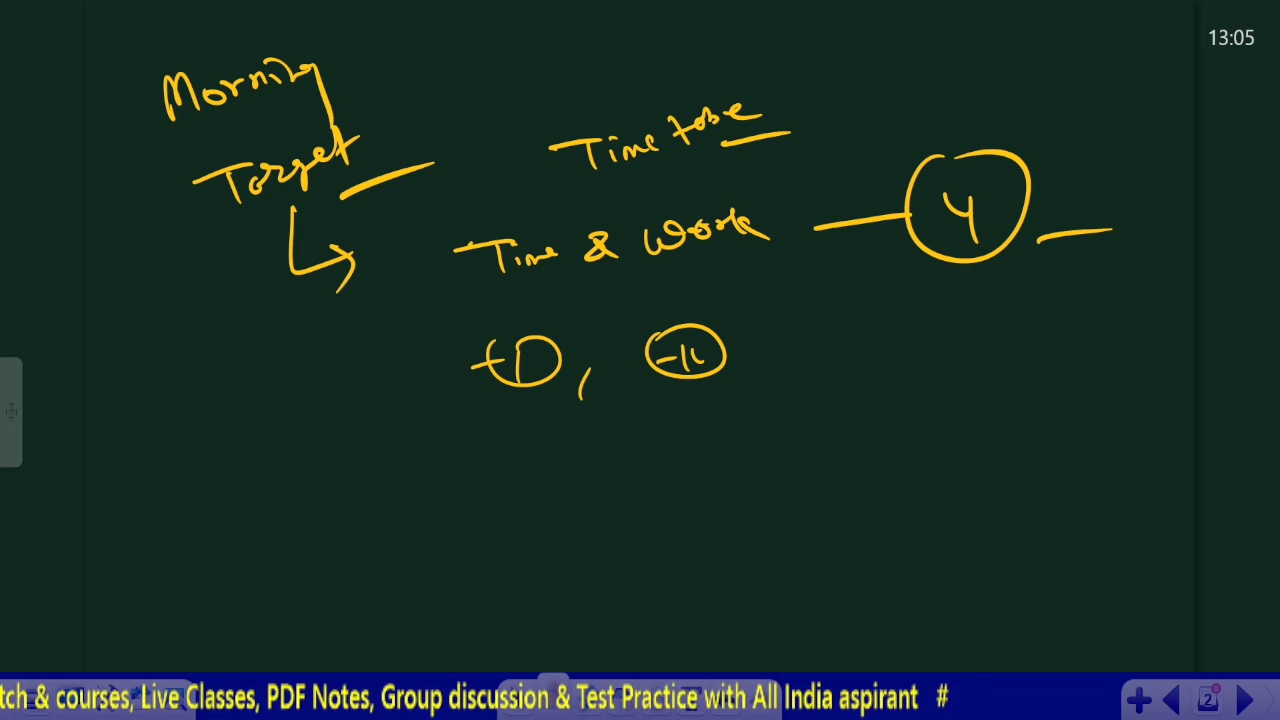 13:05
Morning
Target
Time table
Time & Work
4
tch & courses, Live Classes, PDF Notes, Group discussion & Test Practice with All India aspirant #
2